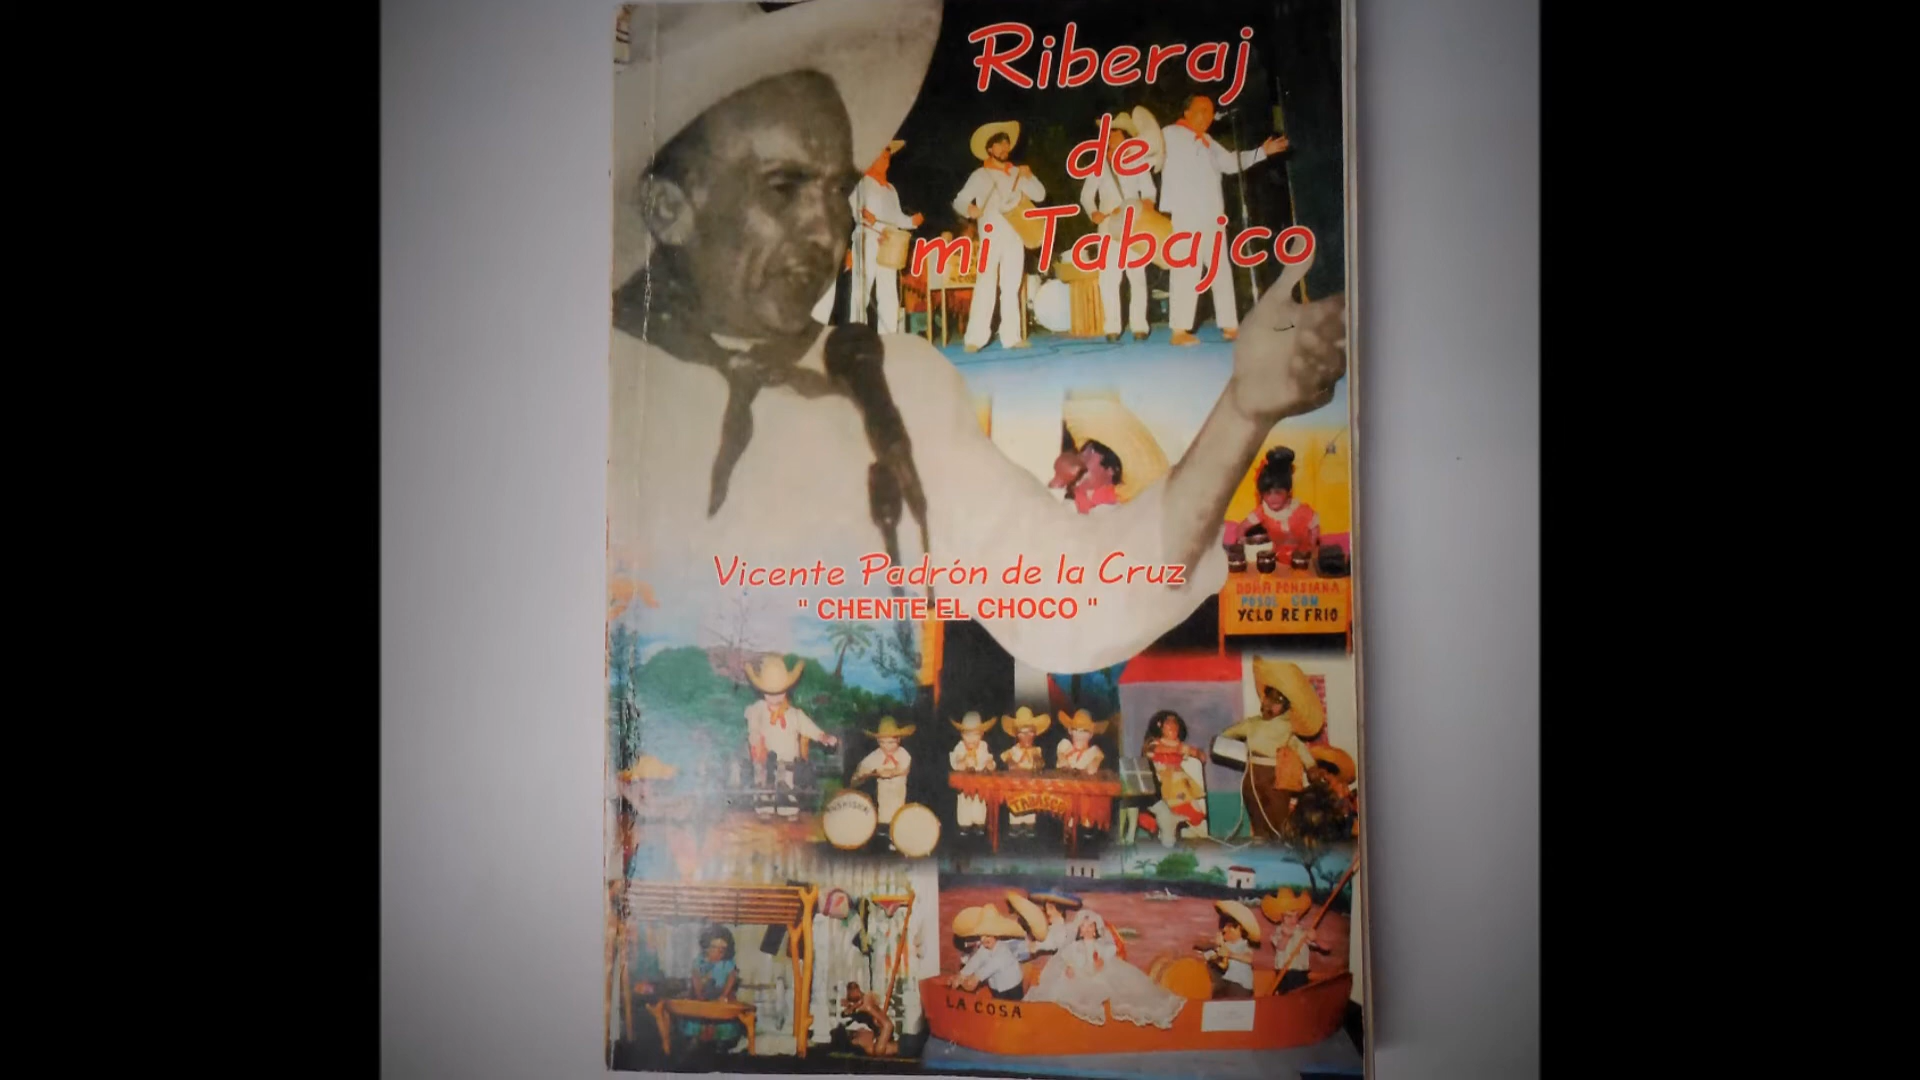 Riberaj
de
mi Tabajco
Vicente Padrón de la Cruz
" CHENTE EL CHOCO "
DOÑA PONSIANA
POSOL CON
YCLO RE FRIO
TABASCO
LA COSA